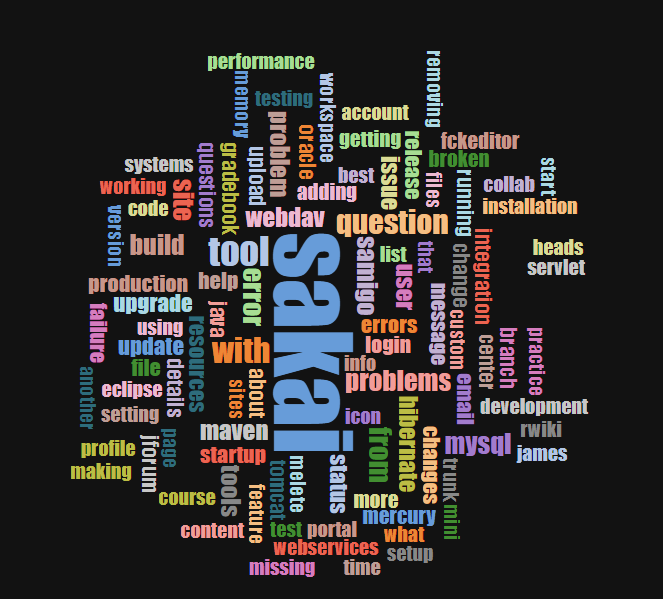 performance
removing
memory
testing
workspace
account
problem
oracle
getting
release
fckeditor
broken
systems
questions
gradebook
upload
best
issue
files
running
collab
start
working
site
adding
installation
version
code
webdav
question
build
tool
sakai
samigo
list
that
change
integration
heads
servlet
production
help
error
user
message
upgrade
failure
using
java
errors
custom
update
resources
with
login
center
branch
practice
file
details
info
another
eclipse
sites
about
problems
email
development
setting
icon
hibernate
rwiki
maven
from
changes
mysql
james
profile
jforum
page
startup
making
tools
tomcat
melete
status
trunk
course
feature
more
mini
content
test
portal
mercury
what
webservices
setup
missing
time